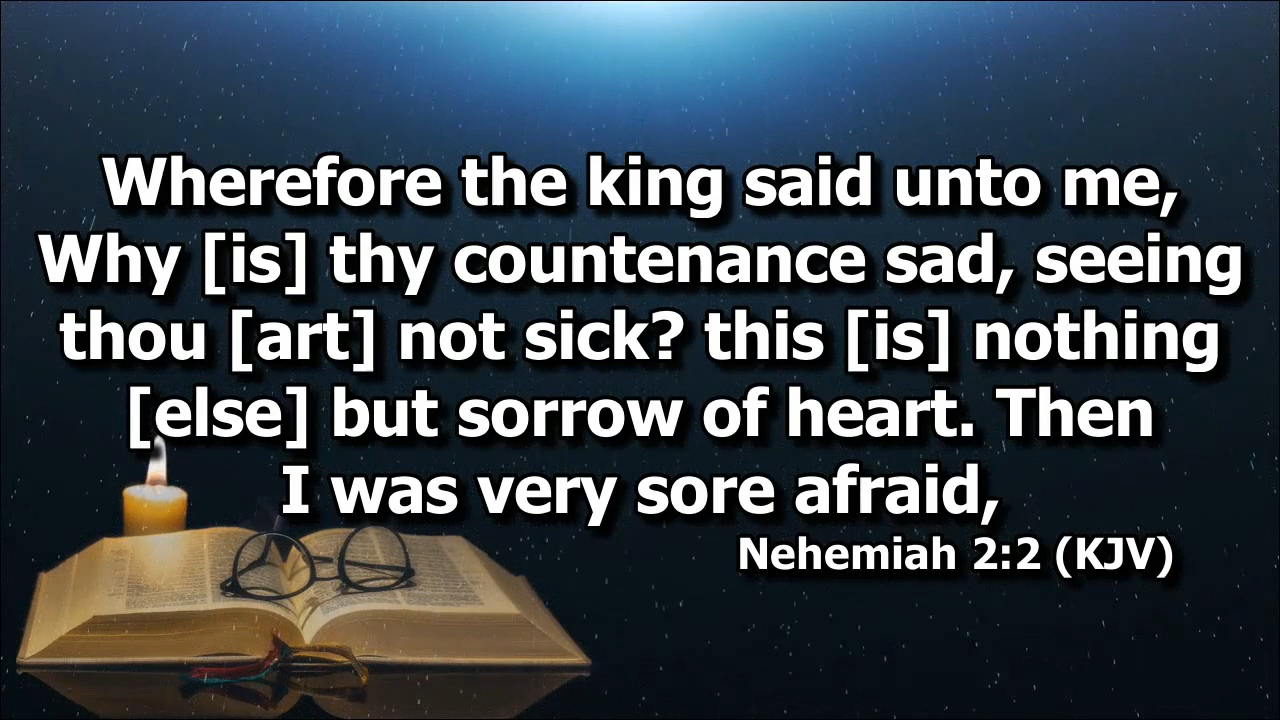 Wherefore the king said unto me,
Why [is] thy countenance sad, seeing
thou [art] not sick? this [is] nothing
[else] but sorrow of heart. Then
I was very sore afraid,
Nehemiah 2:2 (KJV)